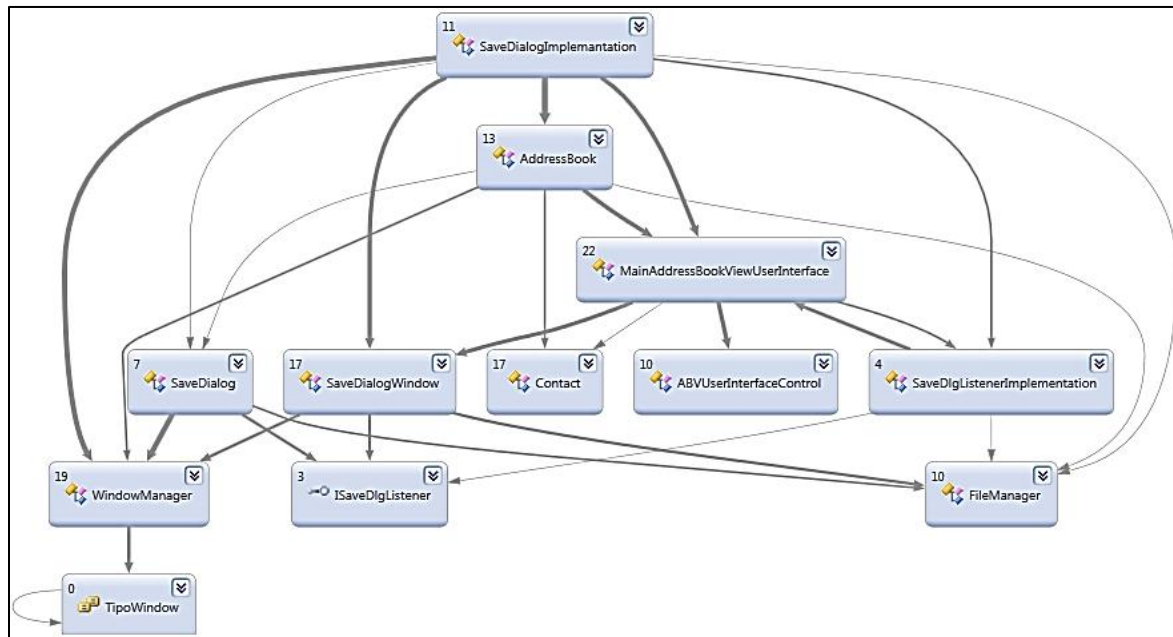 11
SaveDialogImplemantation
13
AddressBook
22
MainAddressBookViewUserInterface
7
SaveDialog
17
SaveDialogWindow
17
Contact
10
ABVUserInterfaceControl
4
SaveDlgListenerImplementation
19
WindowManager
3
ISaveDlgListener
10
FileManager
0
TipoWindow